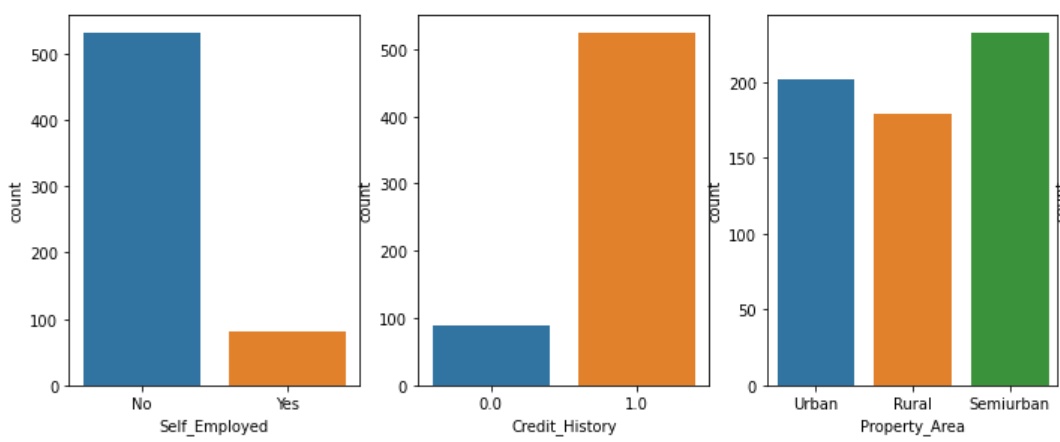 count
500
400
300
200
100
0
No Yes
Self_Employed
count
500
400
300
200
100
0
0.0 1.0
Credit_History
count
200
150
100
50
0
Urban Rural Semiurban
Property_Area